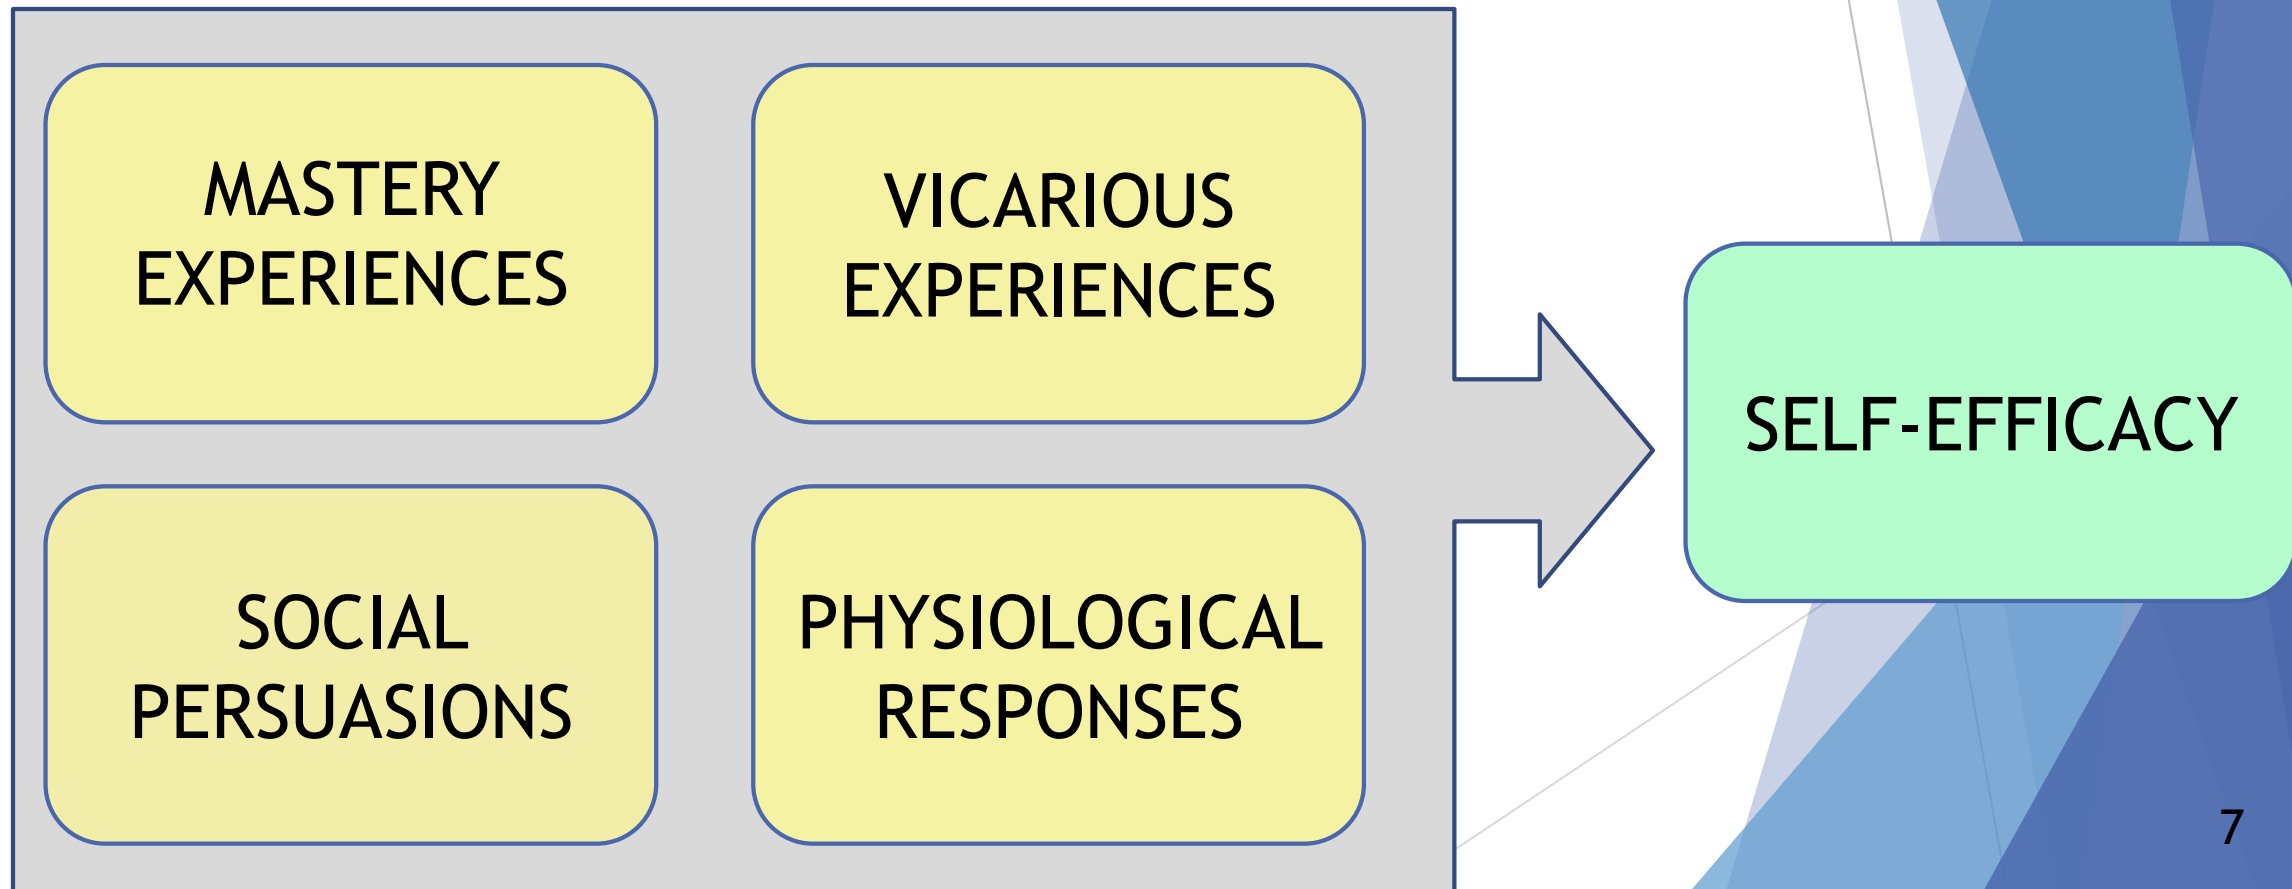 MASTERY
EXPERIENCES
VICARIOUS
EXPERIENCES
SOCIAL
PERSUASIONS
PHYSIOLOGICAL
RESPONSES
SELF-EFFICACY
7